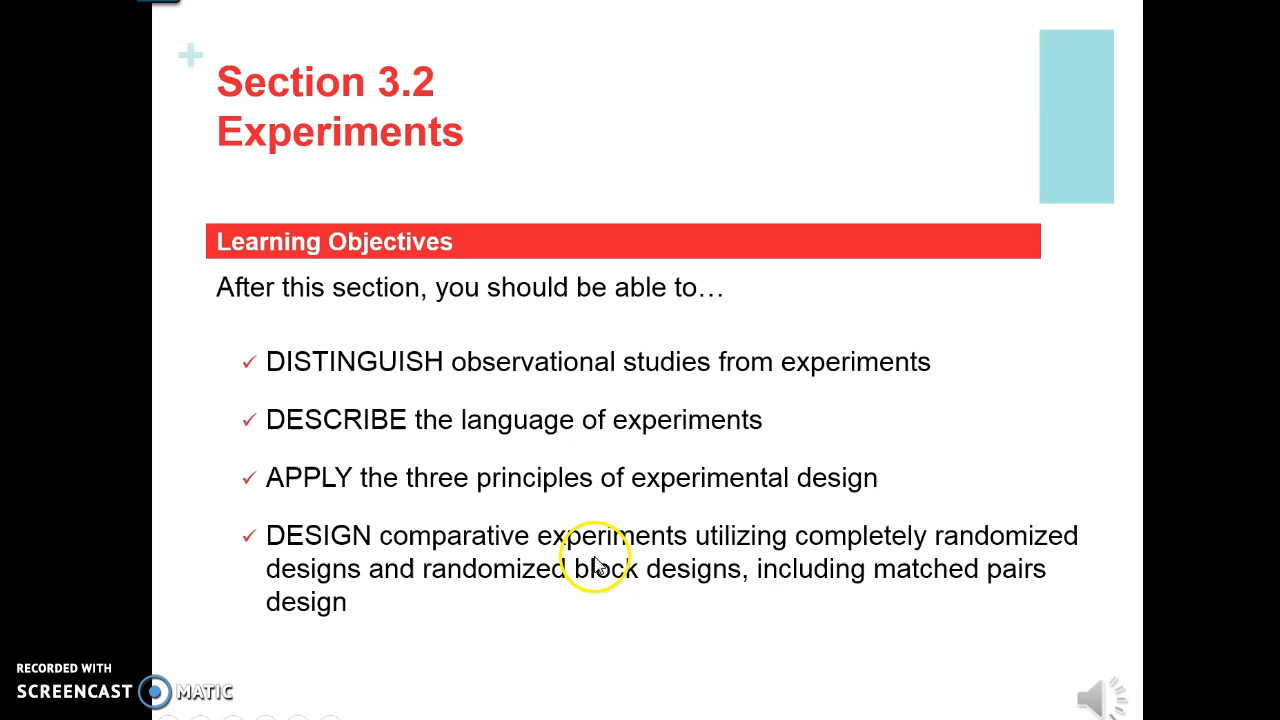 Section 3.2
Experiments
Learning Objectives
After this section, you should be able to…
DISTINGUISH observational studies from experiments
DESCRIBE the language of experiments
APPLY the three principles of experimental design
DESIGN comparative experiments utilizing completely randomized
designs and randomized block designs, including matched pairs
design
RECORDED WITH
SCREENCAST MATIC